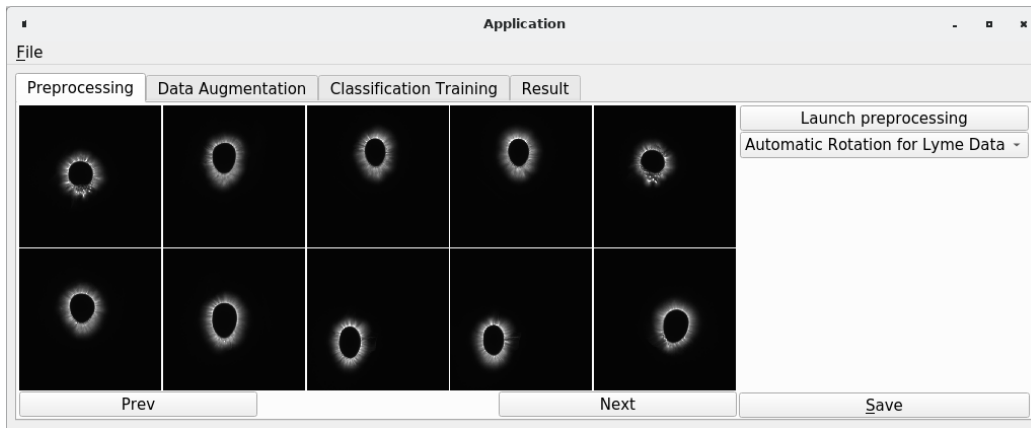 Application
File
Preprocessing
Data Augmentation
Classification Training
Result
Launch preprocessing
Automatic Rotation for Lyme Data
Prev
Next
Save